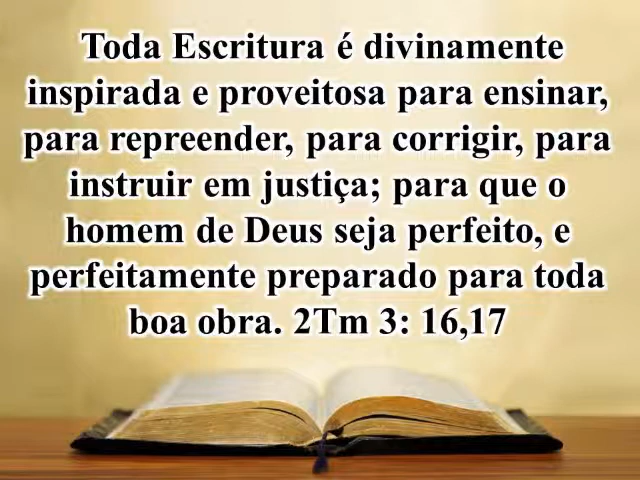 Toda Escritura é divinamente
inspirada e proveitosa para ensinar,
para repreender, para corrigir, para
instruir em justiça; para que o
homem de Deus seja perfeito, e
perfeitamente preparado para toda
boa obra. 2Tm 3: 16,17